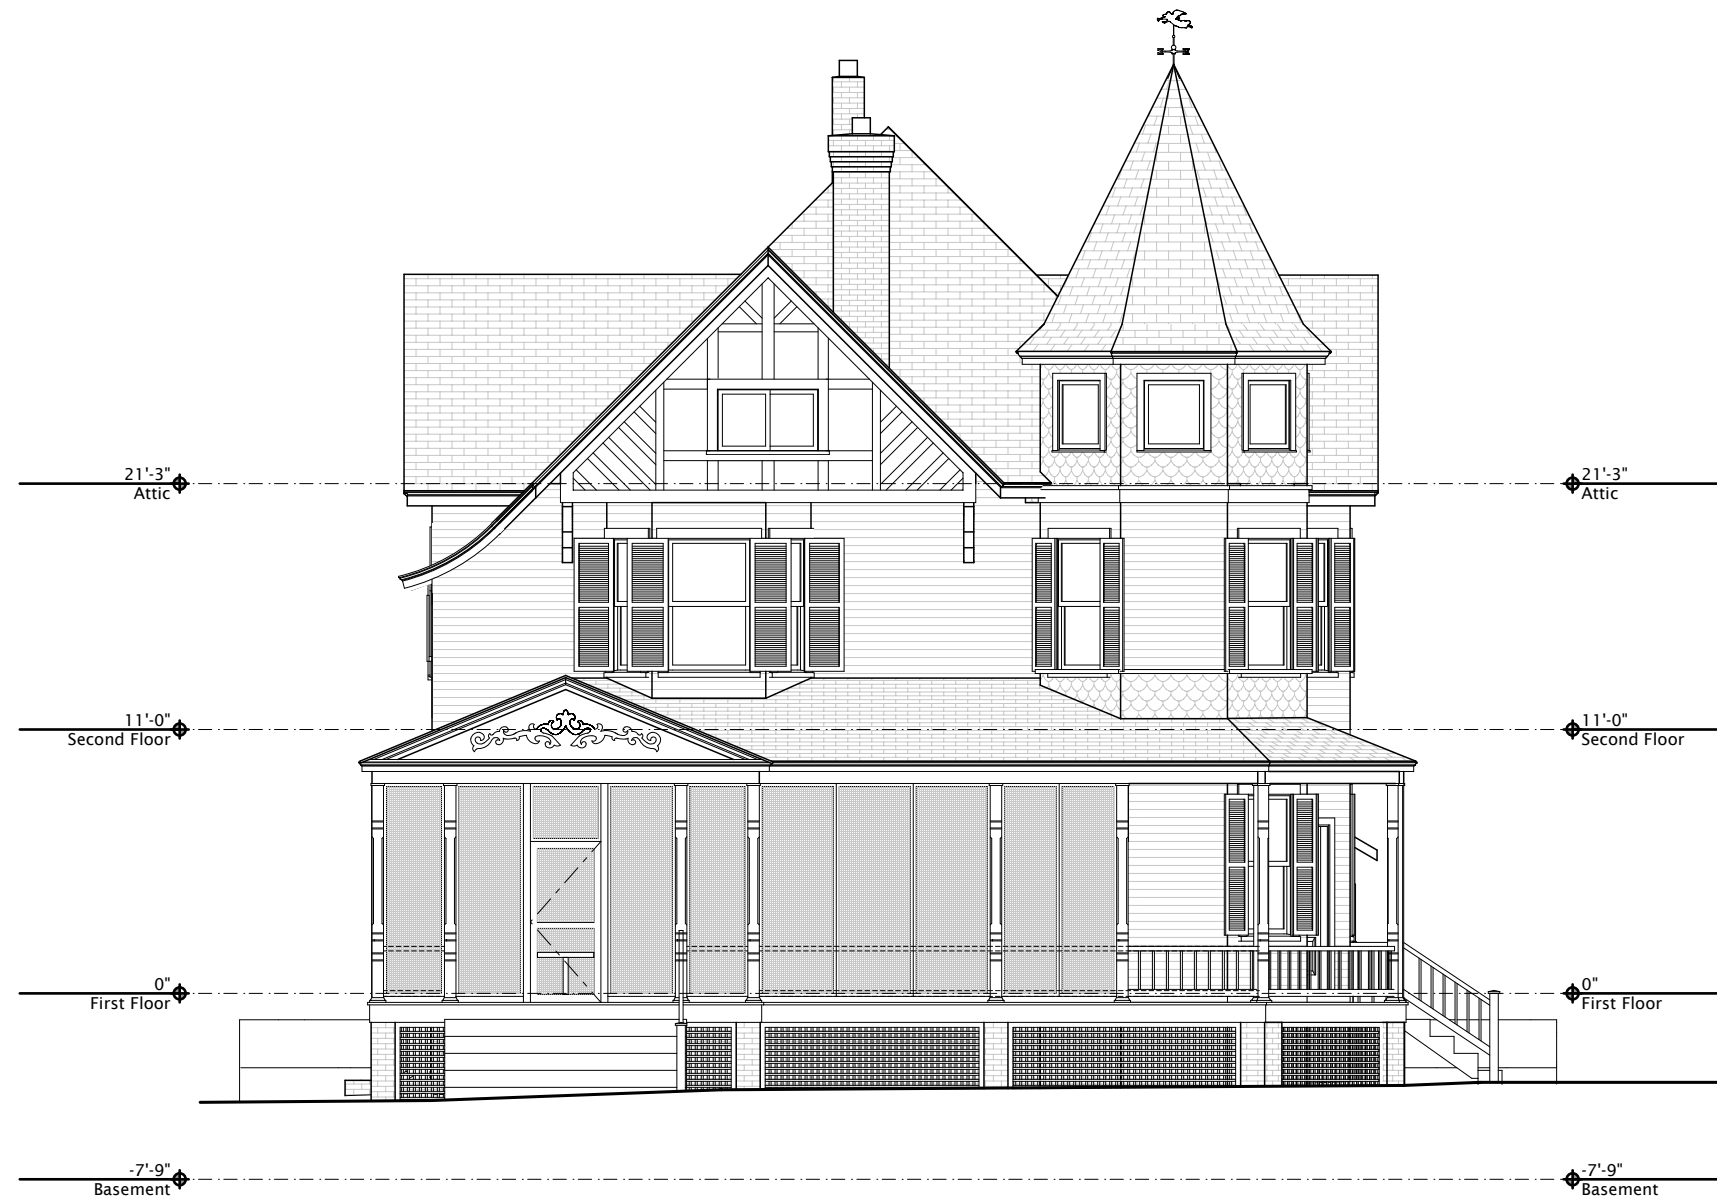 21'-3"
Attic
21'-3"
Attic
11'-0"
Second Floor
11'-0"
Second Floor
0"
First Floor
0"
First Floor
-7'-9"
Basement
-7'-9"
Basement